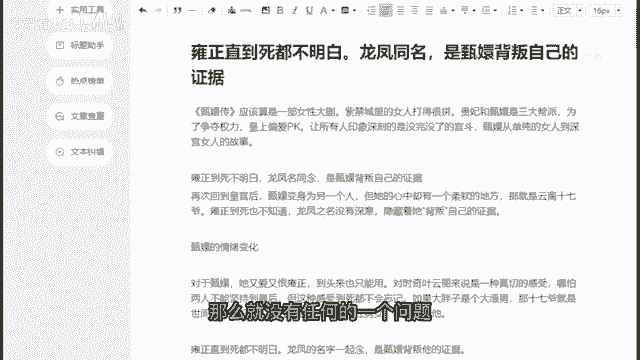 实用工具
标题助手
热点榜单
文章查重
文本纠错
正文
16px
雍正直到死都不明白。龙凤同名，是甄嬛背叛自己的
证据
《甄嬛传》应该算是一部女性大剧。紫禁城里的女人打得很拼。贵妃和甄嬛是三大帮派，为
了争夺权力，皇上偏爱PK。让所有人印象深刻的是没完没了的宫斗，甄嬛从单纯的女人到深
宫女人的故事。
雍正到死不明白，龙凤名同念，是甄嬛背叛自己的证据
再次回到皇宫后，甄嬛变身为另一个人，但她的心中却有一个柔软的地方，那就是云南十七
爷。雍正到死也不知道，龙凤之名没有深意，隐藏着她“背叛”自己的证据。
甄嬛的情绪变化
对于甄嬛，她又爱又恨雍正，到头来也只能用。对时奇叶云丽来说是一种真切的感受，哪怕
两人不能坚持到最后，但这种感受到死都不会忘记。如果大胖子是个大渣男，那十七爷就是
那么就没有任何的一个问题
雍正直到死都不明白。龙凤的名字一起念，是甄嬛背叛他的证据。